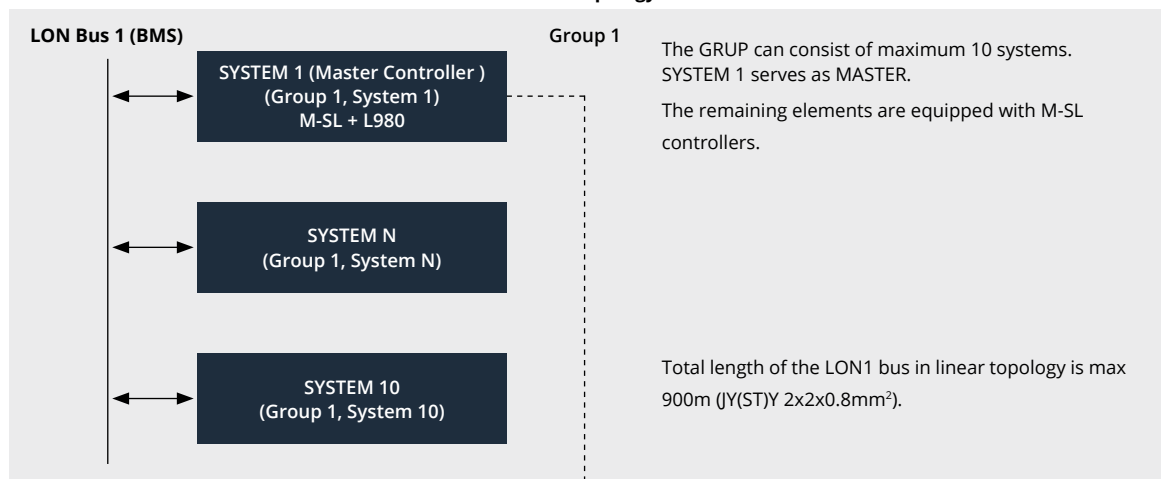 LON Bus 1 (BMS)
Group 1
SYSTEM 1 (Master Controller )
(Group 1, System 1)
M-SL + L980
The GRUP can consist of maximum 10 systems.
SYSTEM 1 serves as MASTER.
The remaining elements are equipped with M-SL
controllers.
SYSTEM N
(Group 1, System N)
SYSTEM 10
(Group 1, System 10)
Total length of the LON1 bus in linear topology is max
900m (JY(ST)Y 2x2x0.8mm²).